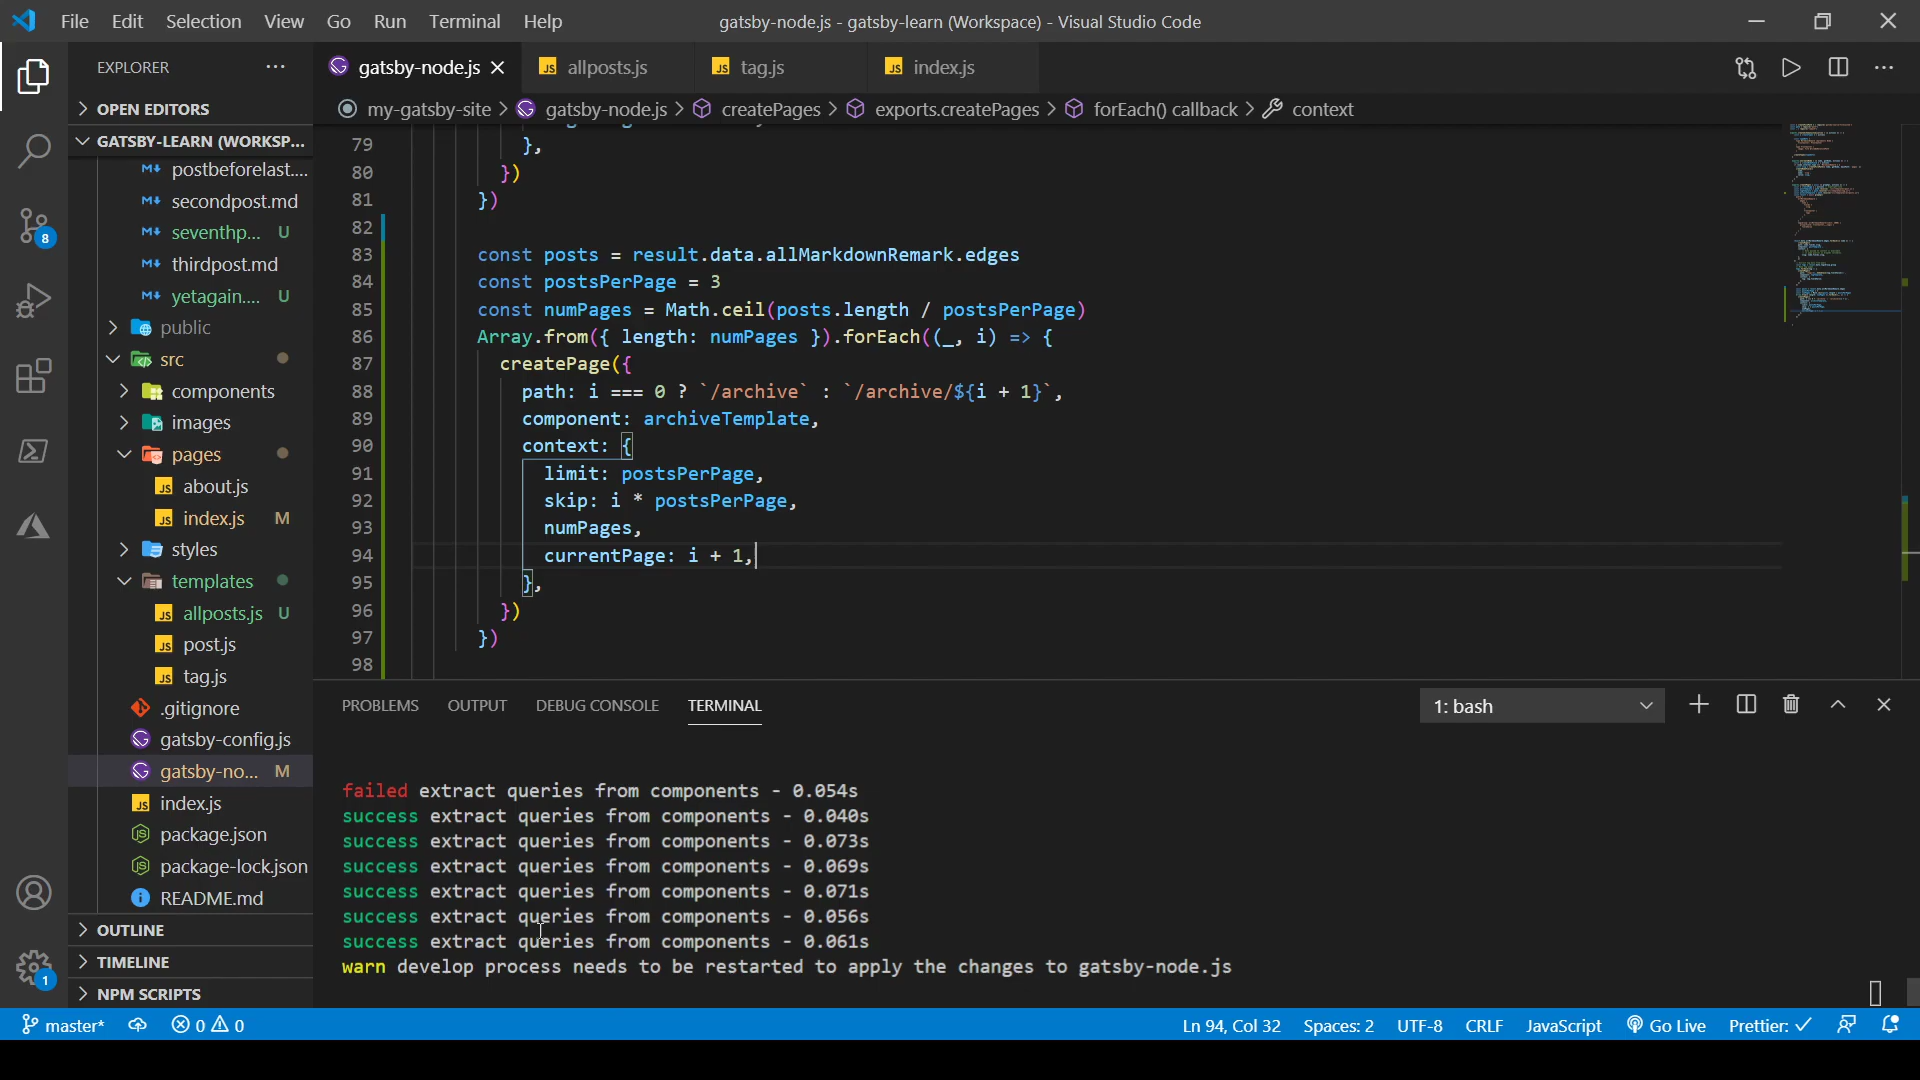 File Edit Selection View Go Run Terminal Help
gatsby-node.js - gatsby-learn (Workspace) - Visual Studio Code
EXPLORER
gatsby-node.js
allposts.js
tag.js
index.js
OPEN EDITORS
my-gatsby-site > gatsby-node.js > createPages > exports.createPages > forEach() callback > context
GATSBY-LEARN (WORKSP...
postbeforelast....
secondpost.md
seventhp... U
thirdpost.md
yetagain.... U
public
src
components
images
pages
about.js
index.js M
styles
templates
allposts.js U
post.js
tag.js
.gitignore
gatsby-config.js
gatsby-no... M
index.js
package.json
package-lock.json
README.md
OUTLINE
TIMELINE
NPM SCRIPTS
8
1
79 },
80 })
81 })
82
83 const posts = result.data.allMarkdownRemark.edges
84 const postsPerPage = 3
85 const numPages = Math.ceil(posts.length / postsPerPage)
86 Array.from({ length: numPages }).forEach((_, i) => {
87 createPage({
88 path: i === 0 ? `/archive` : `/archive/${i + 1}`,
89 component: archiveTemplate,
90 context: {
91 limit: postsPerPage,
92 skip: i * postsPerPage,
93 numPages,
94 currentPage: i + 1,
95 },
96 })
97 })
98
PROBLEMS OUTPUT DEBUG CONSOLE TERMINAL
1: bash
failed extract queries from components - 0.054s
success extract queries from components - 0.040s
success extract queries from components - 0.073s
success extract queries from components - 0.069s
success extract queries from components - 0.071s
success extract queries from components - 0.056s
success extract queries from components - 0.061s
warn develop process needs to be restarted to apply the changes to gatsby-node.js
master* 0 0
Ln 94, Col 32 Spaces: 2 UTF-8 CRLF JavaScript Go Live Prettier: ✓